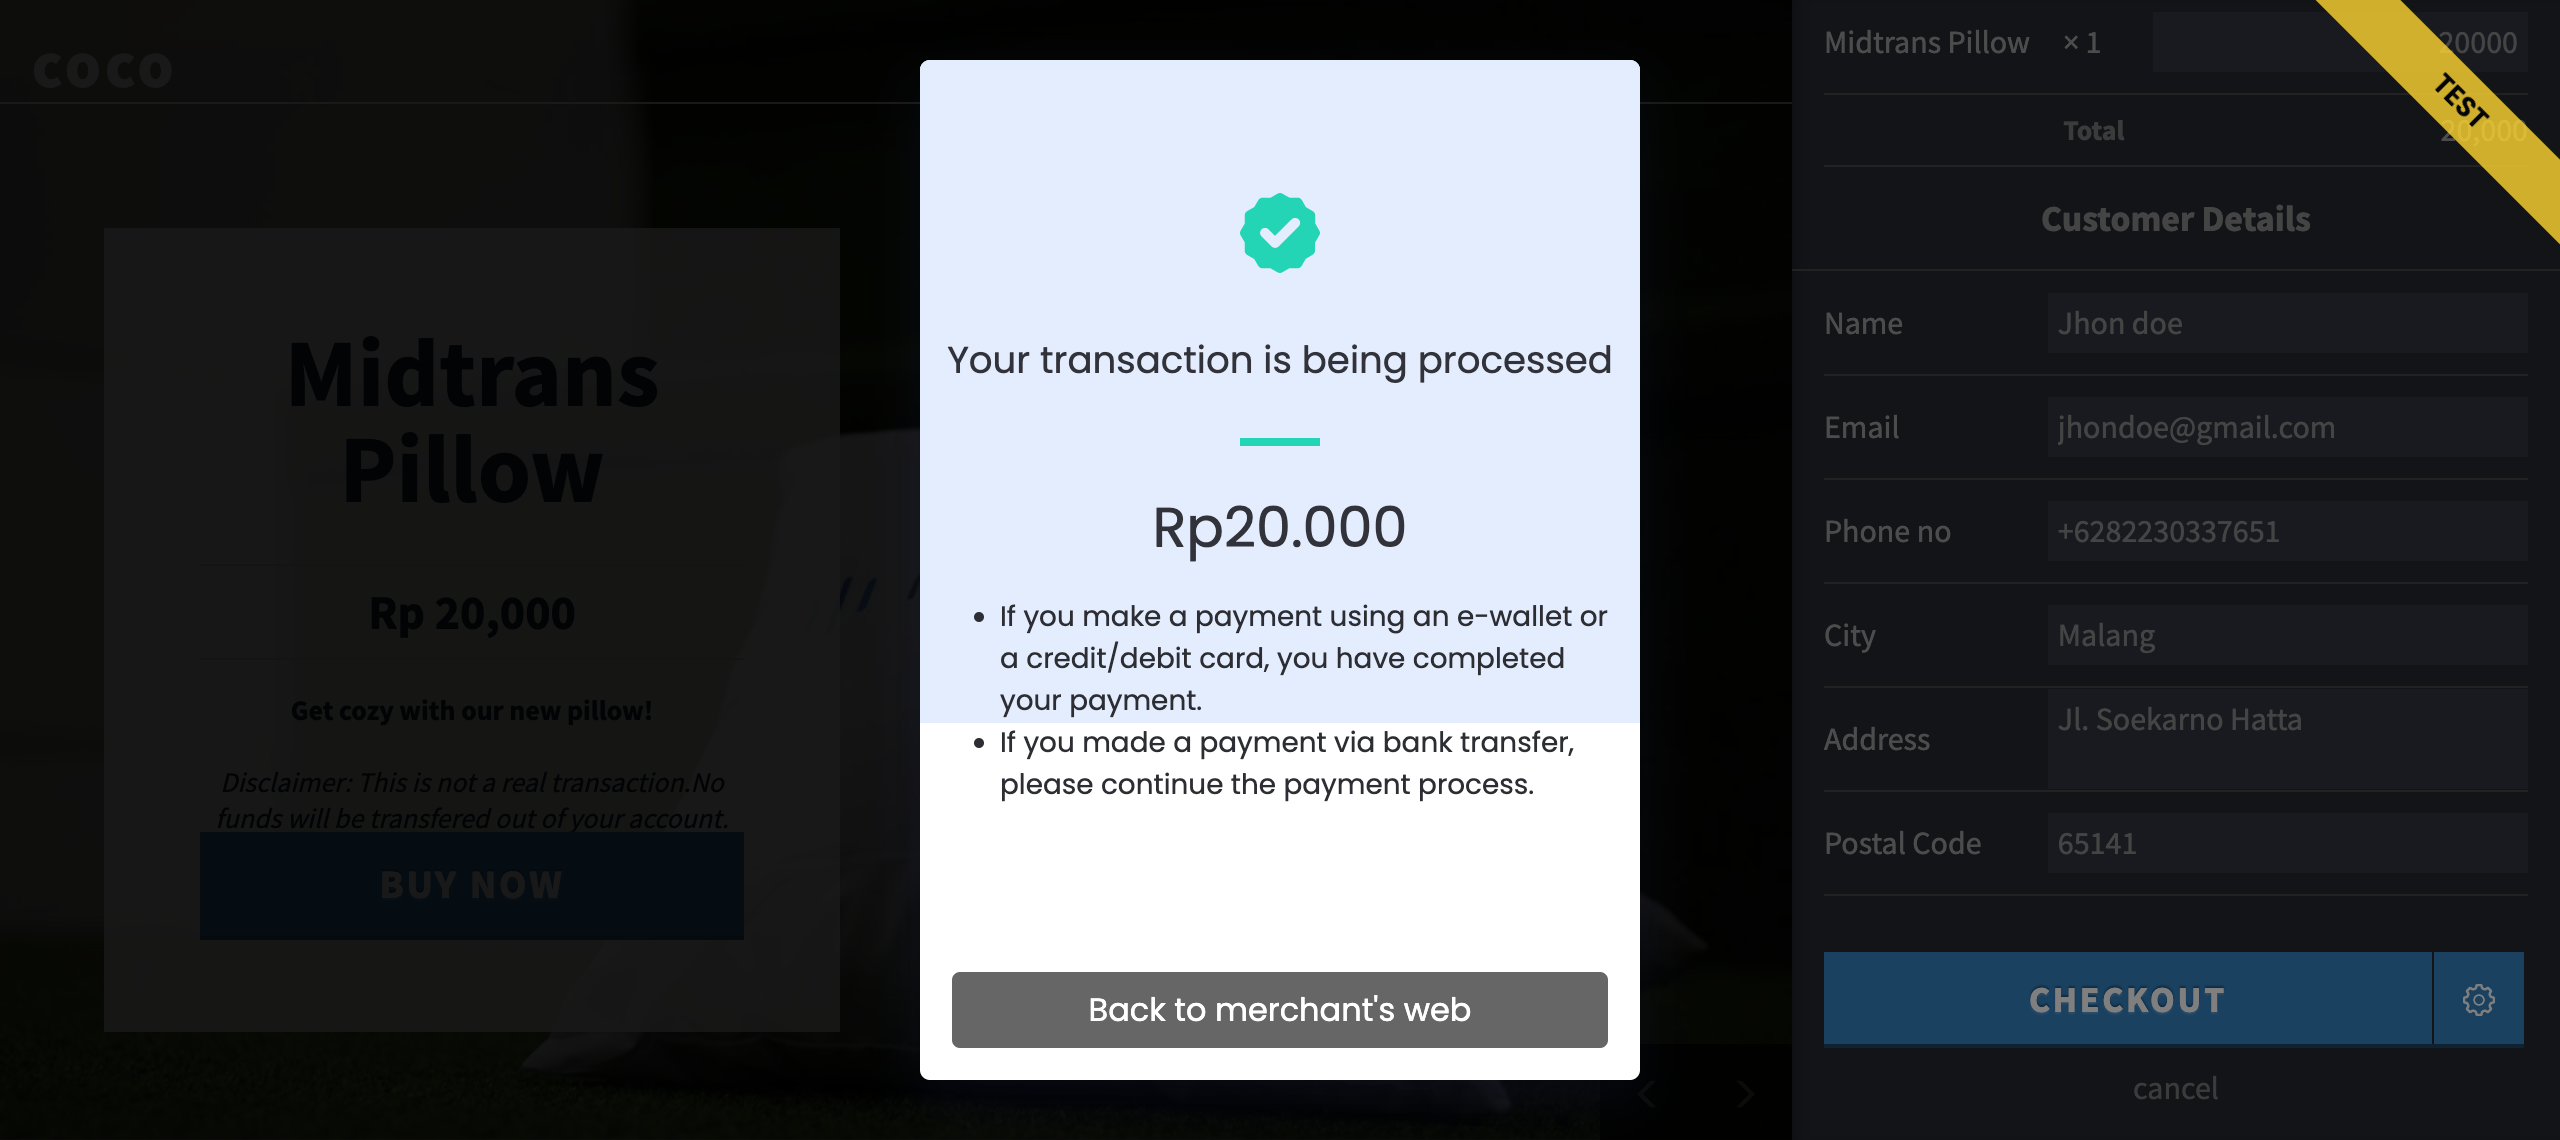 COCO
Midtrans
Pillow
Rp 20,000
Get cozy with our new pillow!
Disclaimer: This is not a real transaction.No
funds will be transfered out of your account.
BUY NOW
Your transaction is being processed
Rp20.000
• If you make a payment using an e-wallet or
a credit/debit card, you have completed
your payment.
• If you made a payment via bank transfer,
please continue the payment process.
Back to merchant's web
Midtrans Pillow × 1 20000
Total 20,000
TEST
Customer Details
Name Jhon doe
Email jhondoe@gmail.com
Phone no +6282230337651
City Malang
Address Jl. Soekarno Hatta
Postal Code 65141
CHECKOUT
cancel